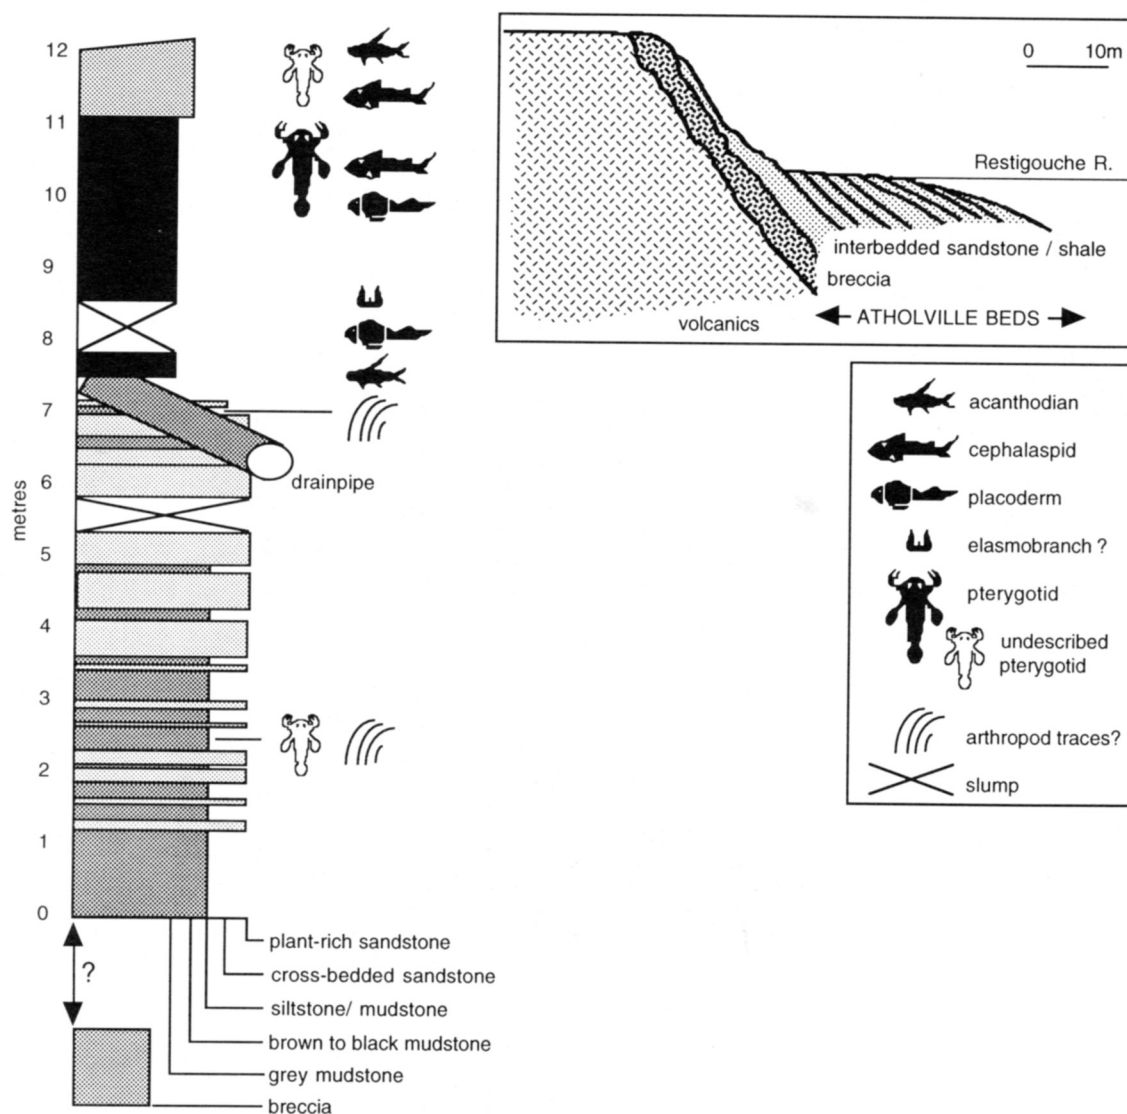 metres
12
11
10
9
8
7
6
5
4
3
2
1
0
?
drainpipe
plant-rich sandstone
cross-bedded sandstone
siltstone/ mudstone
brown to black mudstone
grey mudstone
breccia
0 10m
Restigouche R.
interbedded sandstone / shale
breccia
volcanics
ATHOLVILLE BEDS
acanthodian
cephalaspid
placoderm
elasmobranch ?
pterygotid
undescribed
pterygotid
arthropod traces?
slump